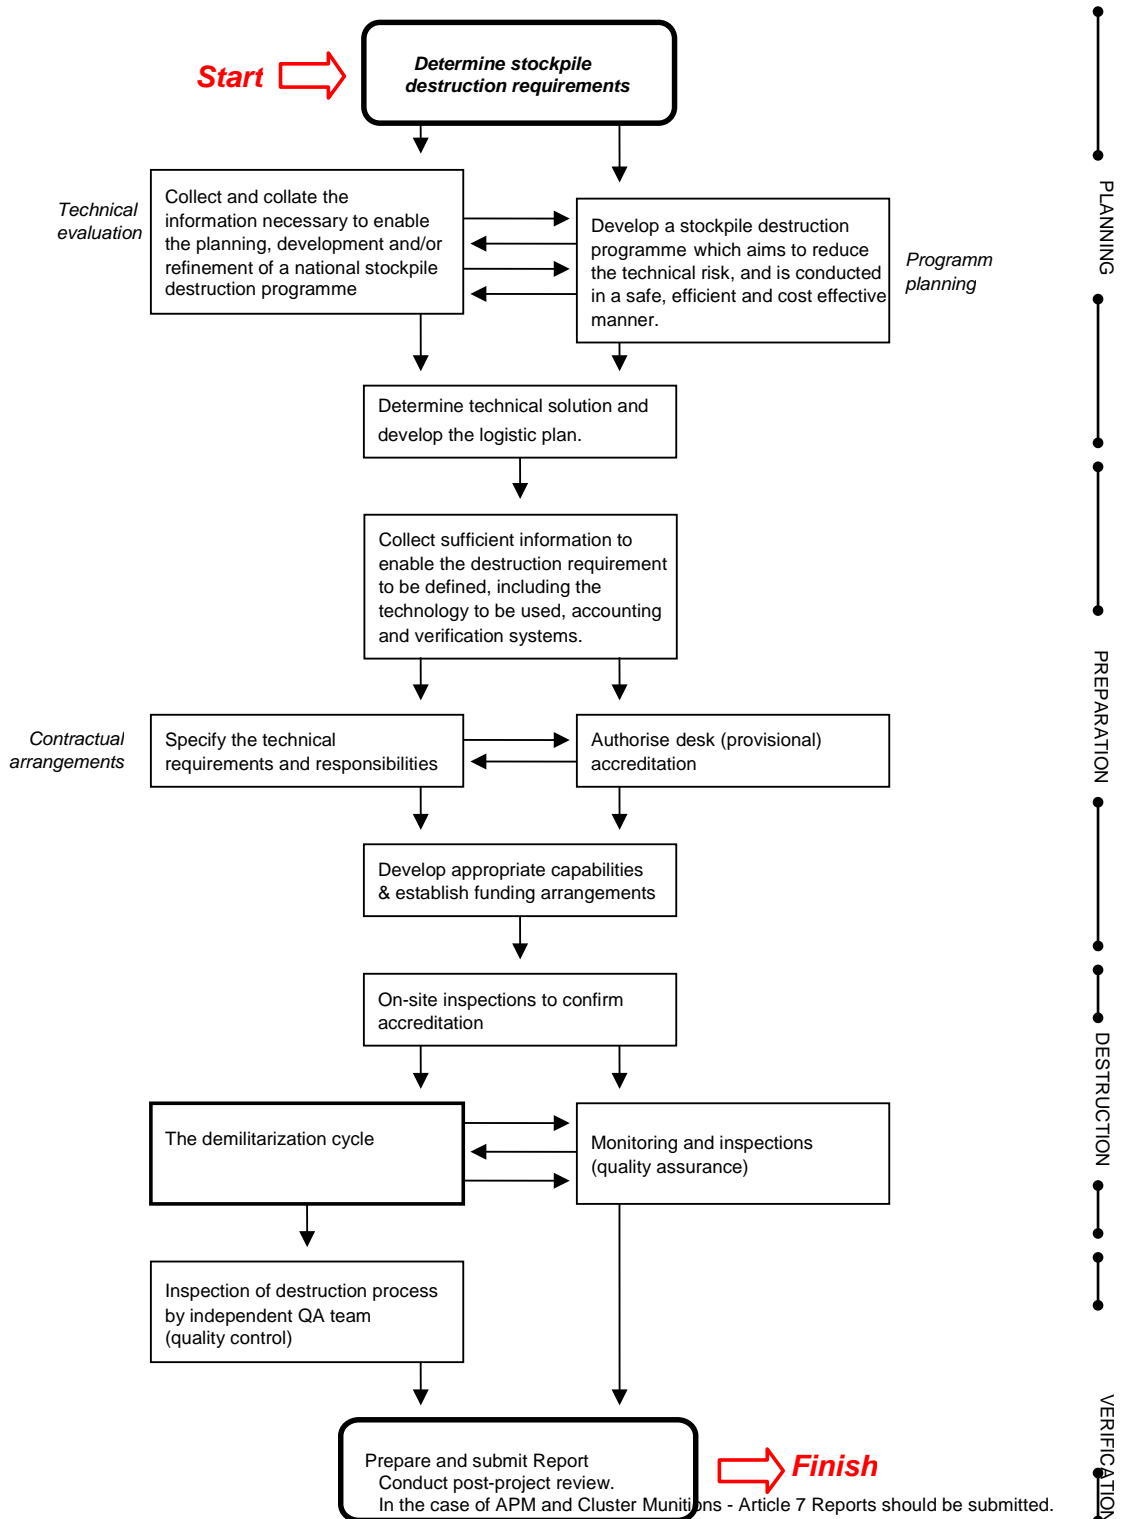 Determine stockpile
destruction requirements
Start
Technical
evaluation
Collect and collate the
information necessary to enable
the planning, development and/or
refinement of a national stockpile
destruction programme
Develop a stockpile destruction
programme which aims to reduce
the technical risk, and is conducted
in a safe, efficient and cost effective
manner.
Programm
planning
PLANNING
Determine technical solution and
develop the logistic plan.
Collect sufficient information to
enable the destruction requirement
to be defined, including the
technology to be used, accounting
and verification systems.
PREPARATION
Contractual
arrangements
Specify the technical
requirements and responsibilities
Authorise desk (provisional)
accreditation
Develop appropriate capabilities
& establish funding arrangements
On-site inspections to confirm
accreditation
DESTRUCTION
The demilitarization cycle
Monitoring and inspections
(quality assurance)
Inspection of destruction process
by independent QA team
(quality control)
VERIFICATION
Prepare and submit Report
Conduct post-project review.
In the case of APM and Cluster Munitions - Article 7 Reports should be submitted.
Finish